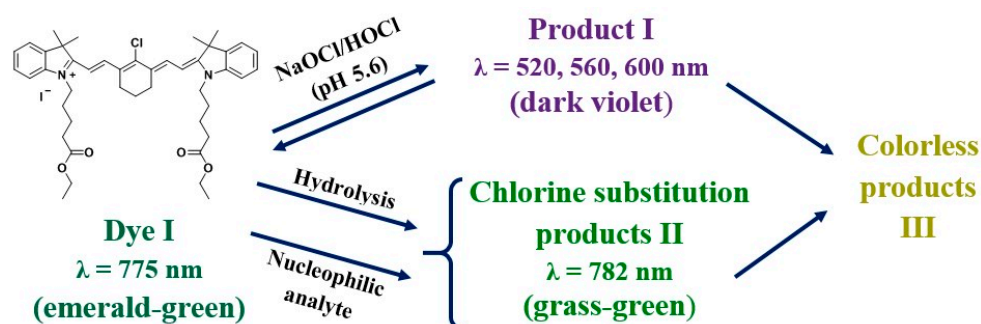 Cl
N
+
N
I⁻
O
O
O
O
Dye I
λ = 775 nm
(emerald-green)
NaOCl/HOCl
(pH 5.6)
Hydrolysis
Nucleophilic
analyte
Product I
λ = 520, 560, 600 nm
(dark violet)
Chlorine substitution
products II
λ = 782 nm
(grass-green)
Colorless
products
III